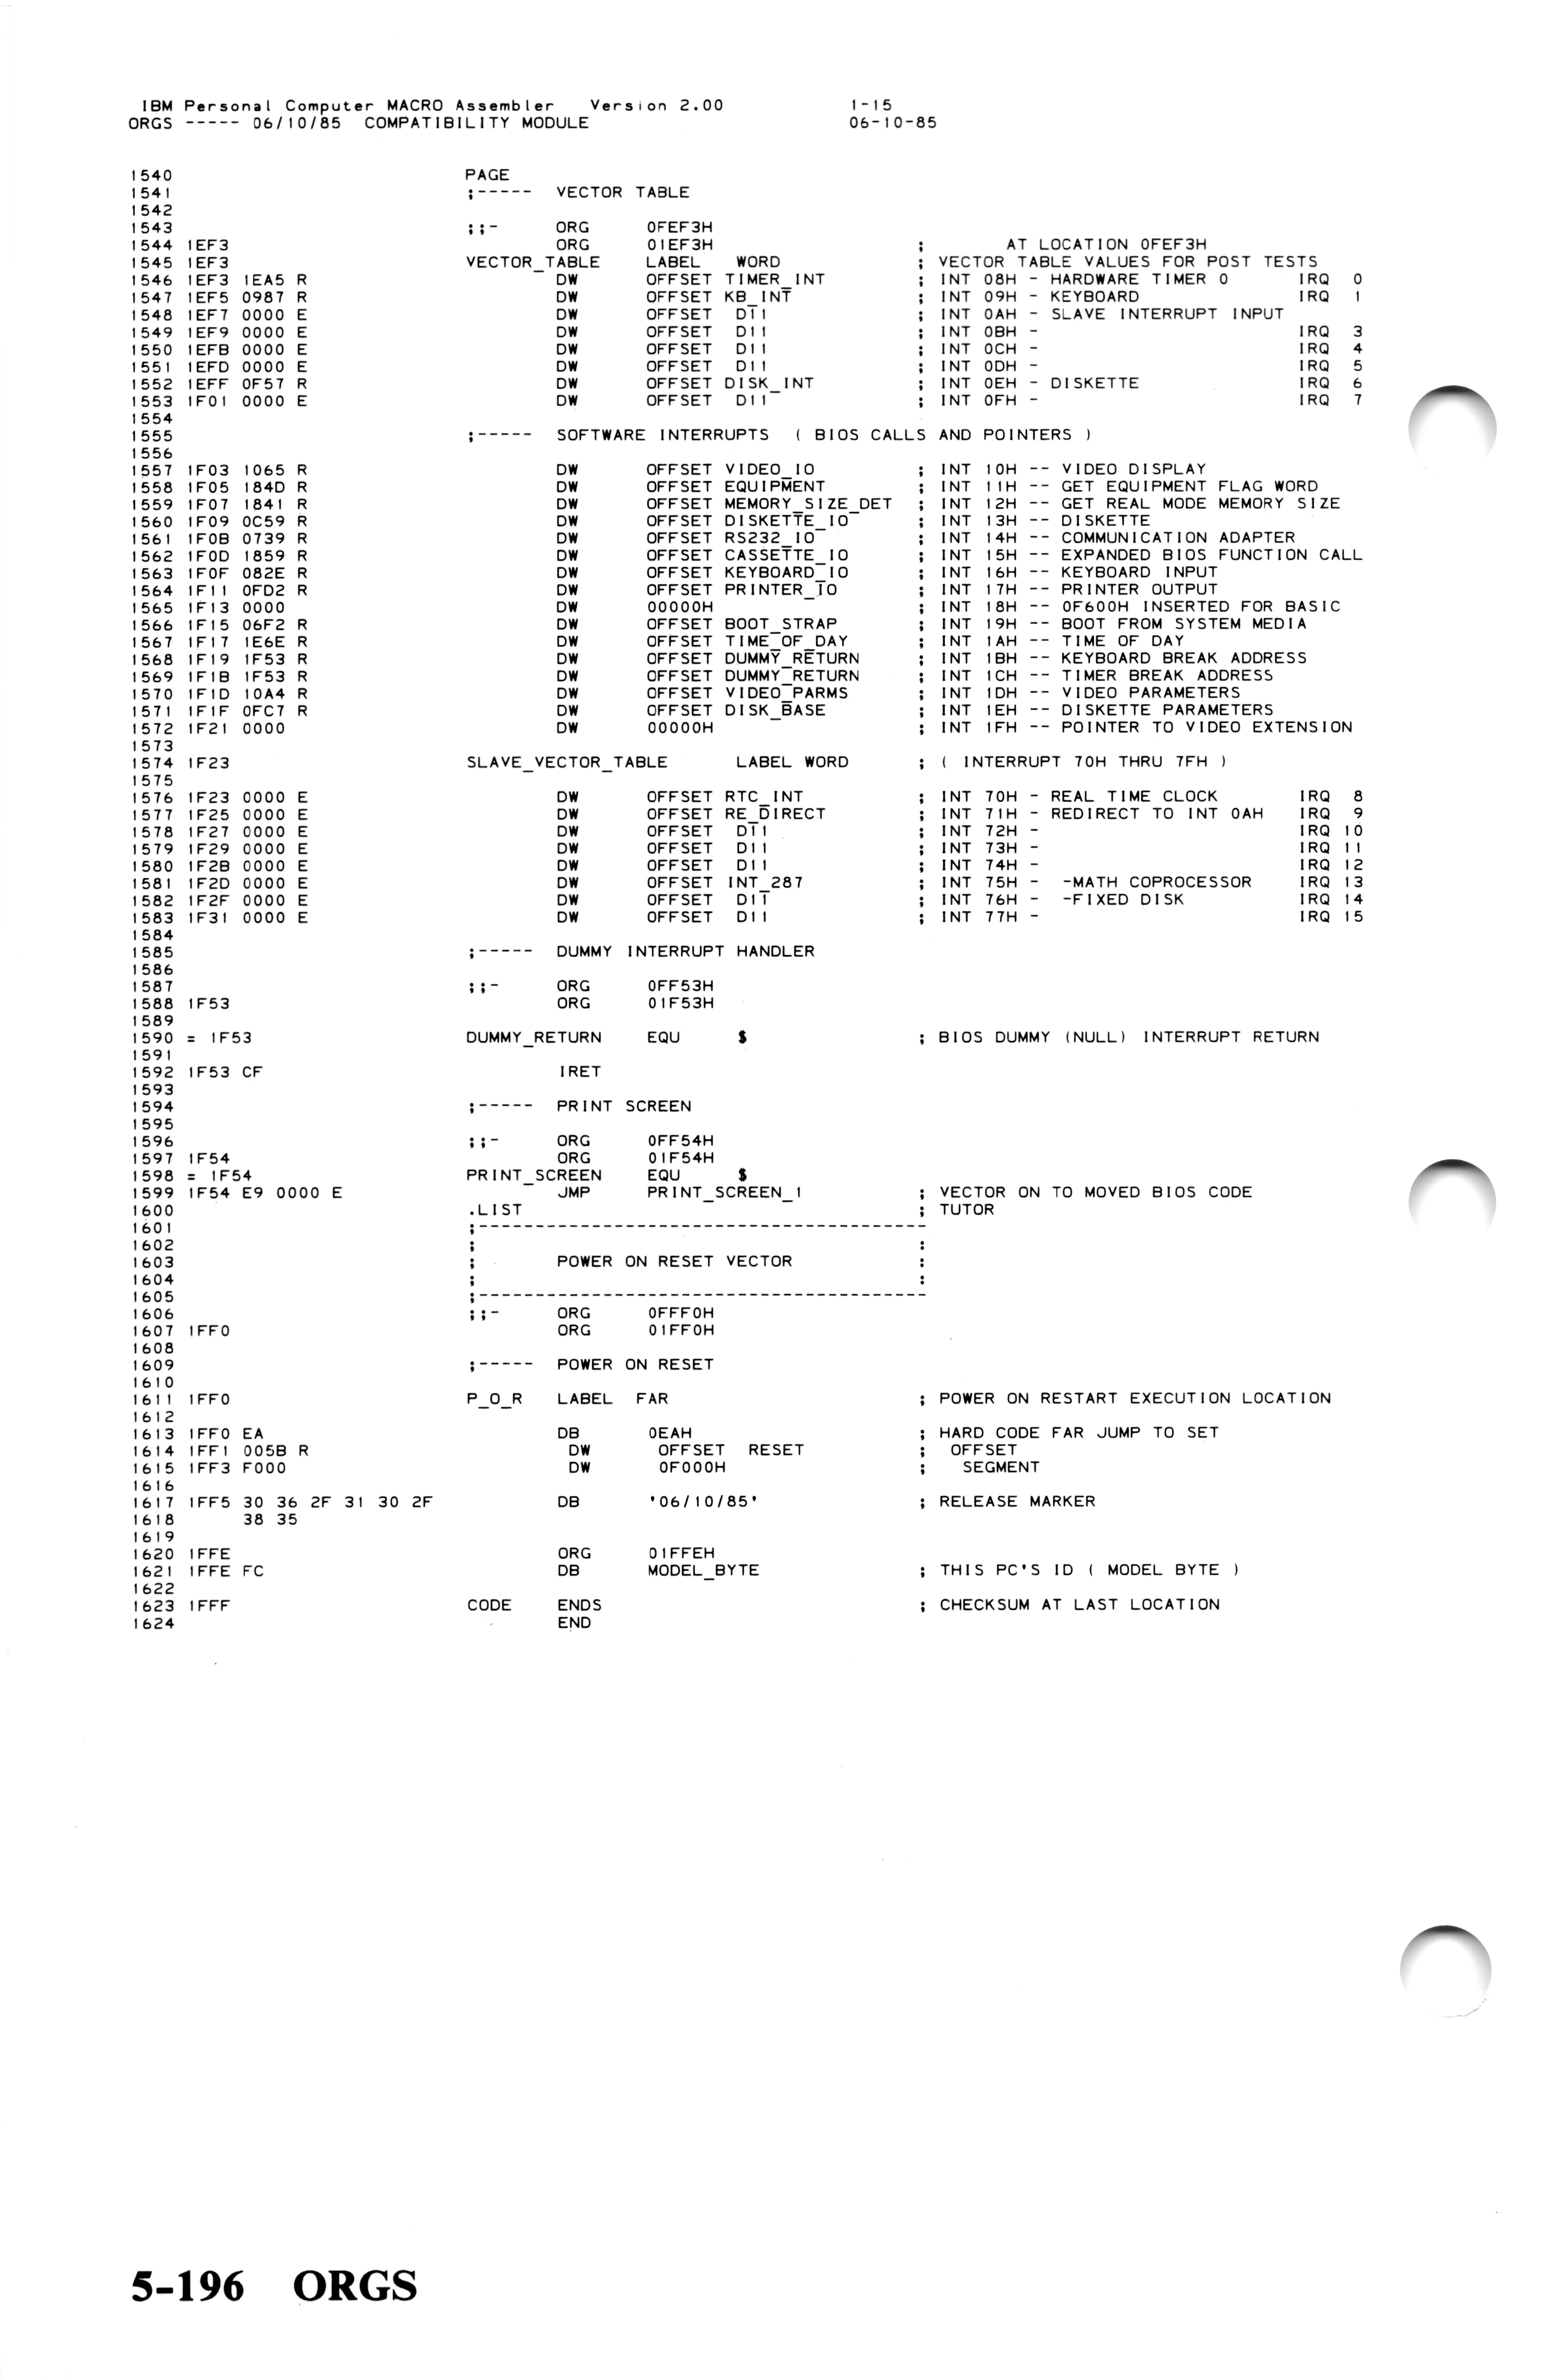 IBM Personal Computer MACRO Assembler   Version 2.00             1-15
ORGS ----- 06/10/85  COMPATIBILITY MODULE                        06-10-85
1540                          PAGE
1541                          ;-----  VECTOR TABLE
1542
1543                          ;;-     ORG     0FEF3H
1544 1EF3                             ORG     01EF3H                  ;       AT LOCATION 0FEF3H
1545 1EF3                     VECTOR_TABLE    LABEL   WORD            ; VECTOR TABLE VALUES FOR POST TESTS
1546 1EF3 1EA5 R                      DW      OFFSET TIMER_INT        ; INT 08H - HARDWARE TIMER 0      IRQ  0
1547 1EF5 0987 R                      DW      OFFSET KB_INT           ; INT 09H - KEYBOARD              IRQ  1
1548 1EF7 0000 E                      DW      OFFSET  D11             ; INT 0AH - SLAVE INTERRUPT INPUT
1549 1EF9 0000 E                      DW      OFFSET  D11             ; INT 0BH -                       IRQ  3
1550 1EFB 0000 E                      DW      OFFSET  D11             ; INT 0CH -                       IRQ  4
1551 1EFD 0000 E                      DW      OFFSET  D11             ; INT 0DH -                       IRQ  5
1552 1EFF 0F57 R                      DW      OFFSET DISK_INT         ; INT 0EH - DISKETTE              IRQ  6
1553 1F01 0000 E                      DW      OFFSET  D11             ; INT 0FH -                       IRQ  7
1554
1555                          ;-----  SOFTWARE INTERRUPTS  ( BIOS CALLS AND POINTERS )
1556
1557 1F03 1065 R                      DW      OFFSET VIDEO_IO         ; INT 10H -- VIDEO DISPLAY
1558 1F05 184D R                      DW      OFFSET EQUIPMENT        ; INT 11H -- GET EQUIPMENT FLAG WORD
1559 1F07 1841 R                      DW      OFFSET MEMORY_SIZE_DET  ; INT 12H -- GET REAL MODE MEMORY SIZE
1560 1F09 0C59 R                      DW      OFFSET DISKETTE_IO      ; INT 13H -- DISKETTE
1561 1F0B 0739 R                      DW      OFFSET RS232_IO         ; INT 14H -- COMMUNICATION ADAPTER
1562 1F0D 1859 R                      DW      OFFSET CASSETTE_IO      ; INT 15H -- EXPANDED BIOS FUNCTION CALL
1563 1F0F 082E R                      DW      OFFSET KEYBOARD_IO      ; INT 16H -- KEYBOARD INPUT
1564 1F11 0FD2 R                      DW      OFFSET PRINTER_IO       ; INT 17H -- PRINTER OUTPUT
1565 1F13 0000                        DW      00000H                  ; INT 18H -- 0F600H INSERTED FOR BASIC
1566 1F15 06F2 R                      DW      OFFSET BOOT_STRAP       ; INT 19H -- BOOT FROM SYSTEM MEDIA
1567 1F17 1E6E R                      DW      OFFSET TIME_OF_DAY      ; INT 1AH -- TIME OF DAY
1568 1F19 1F53 R                      DW      OFFSET DUMMY_RETURN     ; INT 1BH -- KEYBOARD BREAK ADDRESS
1569 1F1B 1F53 R                      DW      OFFSET DUMMY_RETURN     ; INT 1CH -- TIMER BREAK ADDRESS
1570 1F1D 10A4 R                      DW      OFFSET VIDEO_PARMS      ; INT 1DH -- VIDEO PARAMETERS
1571 1F1F 0FC7 R                      DW      OFFSET DISK_BASE        ; INT 1EH -- DISKETTE PARAMETERS
1572 1F21 0000                        DW      00000H                  ; INT 1FH -- POINTER TO VIDEO EXTENSION
1573
1574 1F23                     SLAVE_VECTOR_TABLE      LABEL WORD      ; (  INTERRUPT 70H THRU 7FH )
1575
1576 1F23 0000 E                      DW      OFFSET RTC_INT          ; INT 70H - REAL TIME CLOCK       IRQ  8
1577 1F25 0000 E                      DW      OFFSET RE_DIRECT        ; INT 71H - REDIRECT TO INT 0AH   IRQ  9
1578 1F27 0000 E                      DW      OFFSET  D11             ; INT 72H -                       IRQ 10
1579 1F29 0000 E                      DW      OFFSET  D11             ; INT 73H -                       IRQ 11
1580 1F2B 0000 E                      DW      OFFSET  D11             ; INT 74H -                       IRQ 12
1581 1F2D 0000 E                      DW      OFFSET INT_287          ; INT 75H -  -MATH COPROCESSOR    IRQ 13
1582 1F2F 0000 E                      DW      OFFSET  D11             ; INT 76H -  -FIXED DISK          IRQ 14
1583 1F31 0000 E                      DW      OFFSET  D11             ; INT 77H -                       IRQ 15
1584
1585                          ;-----  DUMMY INTERRUPT HANDLER
1586
1587                          ;;-     ORG     0FF53H
1588 1F53                             ORG     01F53H
1589
1590 = 1F53                   DUMMY_RETURN    EQU     $               ; BIOS DUMMY (NULL) INTERRUPT RETURN
1591
1592 1F53 CF                          IRET
1593
1594                          ;-----  PRINT SCREEN
1595
1596                          ;;-     ORG     0FF54H
1597 1F54                             ORG     01F54H
1598 = 1F54                   PRINT_SCREEN    EQU     $
1599 1F54 E9 0000 E                   JMP     PRINT_SCREEN_1          ; VECTOR ON TO MOVED BIOS CODE
1600                          .LIST                                   ; TUTOR
1601                          ;---------------------------------------
1602                          ;                                       :
1603                          ;       POWER ON RESET VECTOR           :
1604                          ;                                       :
1605                          ;---------------------------------------
1606                          ;;-     ORG     0FFF0H
1607 1FF0                             ORG     01FF0H
1608
1609                          ;-----  POWER ON RESET
1610
1611 1FF0                     P_O_R   LABEL  FAR                      ; POWER ON RESTART EXECUTION LOCATION
1612
1613 1FF0 EA                          DB      0EAH                    ; HARD CODE FAR JUMP TO SET
1614 1FF1 005B R                       DW      OFFSET  RESET          ;  OFFSET
1615 1FF3 F000                         DW      0F000H                 ;   SEGMENT
1616
1617 1FF5 30 36 2F 31 30 2F           DB      '06/10/85'              ; RELEASE MARKER
1618      38 35
1619
1620 1FFE                             ORG     01FFEH
1621 1FFE FC                          DB      MODEL_BYTE              ; THIS PC'S ID ( MODEL BYTE )
1622
1623 1FFF                     CODE    ENDS                            ; CHECKSUM AT LAST LOCATION
1624                                  END
5-196 ORGS